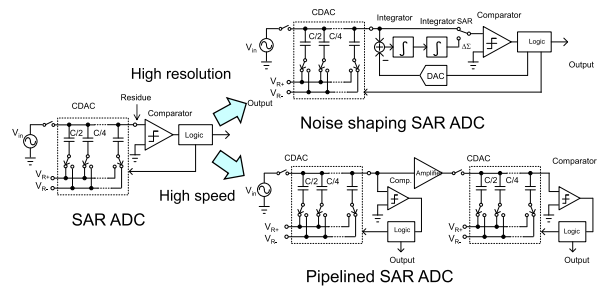 CDAC
Integrator
Integrator
SAR
Comparator
C/2
C/4
Vin
ΔΣ
Logic
VR+
VR-
DAC
Output
Noise shaping SAR ADC
High resolution
Residue
CDAC
Comparator
Output
C/2
C/4
Vin
Logic
VR+
VR-
SAR ADC
High speed
CDAC
Amplifier
CDAC
Comparator
C/2
C/4
Comp.
C/2
C/4
Vin
VR+
VR-
Logic
VR+
VR-
Logic
Output
Output
Pipelined SAR ADC